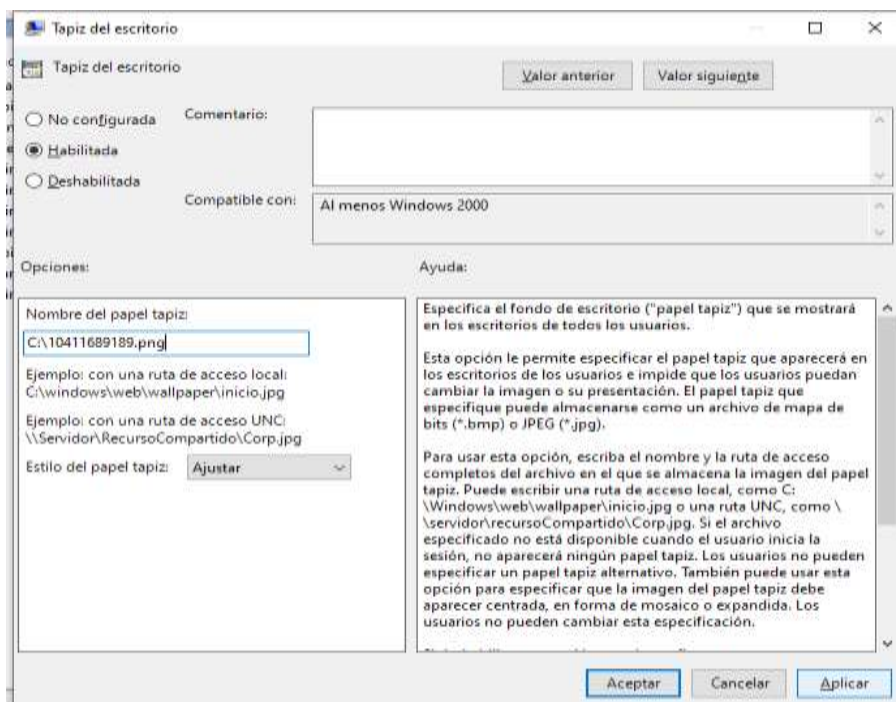 Tapiz del escritorio
Tapiz del escritorio
Valor anterior
Valor siguiente
No configurada
Comentario:
Habilitada
Deshabilitada
Compatible con:
Al menos Windows 2000
Opciones:
Ayuda:
Nombre del papel tapiz:
C:\10411689189.png
Ejemplo: con una ruta de acceso local:
C:\windows\web\wallpaper\inicio.jpg
Ejemplo: con una ruta de acceso UNC:
\\Servidor\RecursoCompartido\Corp.jpg
Estilo del papel tapiz:
Ajustar
Especifica el fondo de escritorio ("papel tapiz") que se mostrará
en los escritorios de todos los usuarios.
Esta opción le permite especificar el papel tapiz que aparecerá en
los escritorios de los usuarios e impide que los usuarios puedan
cambiar la imagen o su presentación. El papel tapiz que
especifique puede almacenarse como un archivo de mapa de
bits (*.bmp) o JPEG (*.jpg).
Para usar esta opción, escriba el nombre y la ruta de acceso
completos del archivo en el que se almacena la imagen del papel
tapiz. Puede escribir una ruta de acceso local, como C:
\Windows\web\wallpaper\inicio.jpg o una ruta UNC, como \
\servidor\recursoCompartido\Corp.jpg. Si el archivo
especificado no está disponible cuando el usuario inicia la
sesión, no aparecerá ningún papel tapiz. Los usuarios no pueden
especificar un papel tapiz alternativo. También puede usar esta
opción para especificar que la imagen del papel tapiz debe
aparecer centrada, en forma de mosaico o expandida. Los
usuarios no pueden cambiar esta especificación.
Aceptar
Cancelar
Aplicar